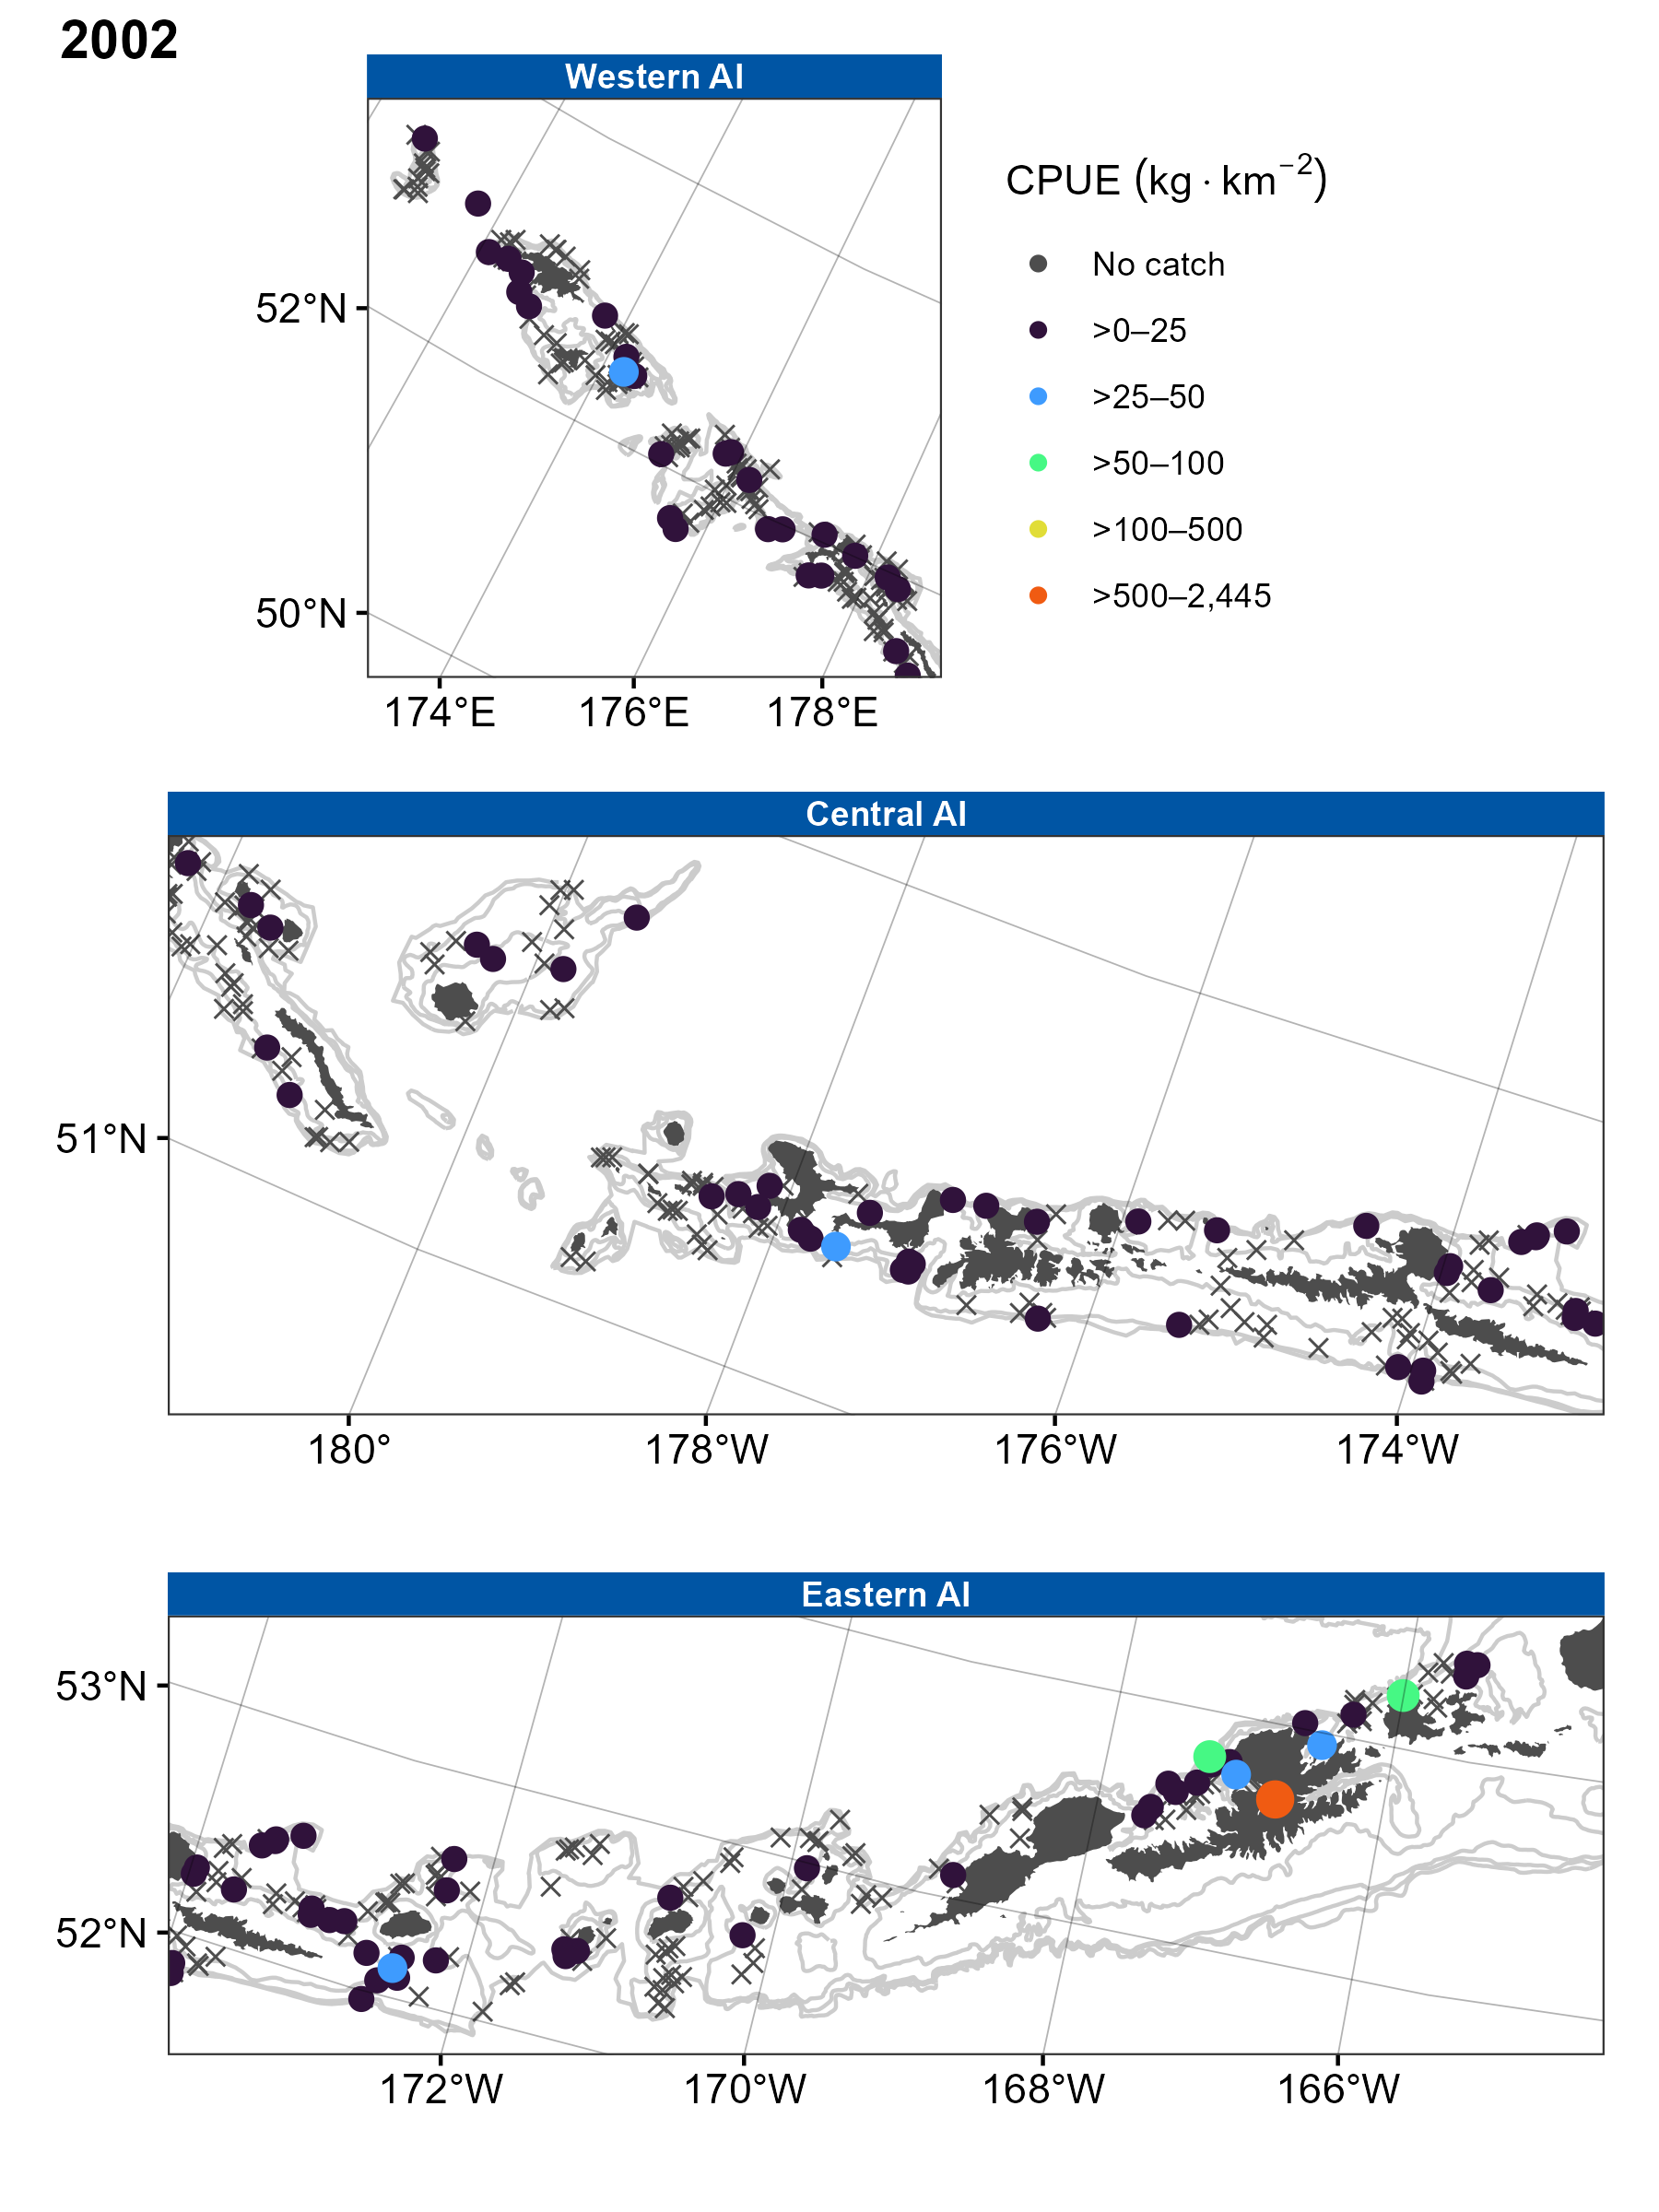 2002
Western AI
52°N
50°N
174°E 176°E 178°E
CPUE (kg · km⁻²)
No catch
>0–25
>25–50
>50–100
>100–500
>500–2,445
Central AI
51°N
180° 178°W 176°W 174°W
Eastern AI
53°N
52°N
172°W 170°W 168°W 166°W